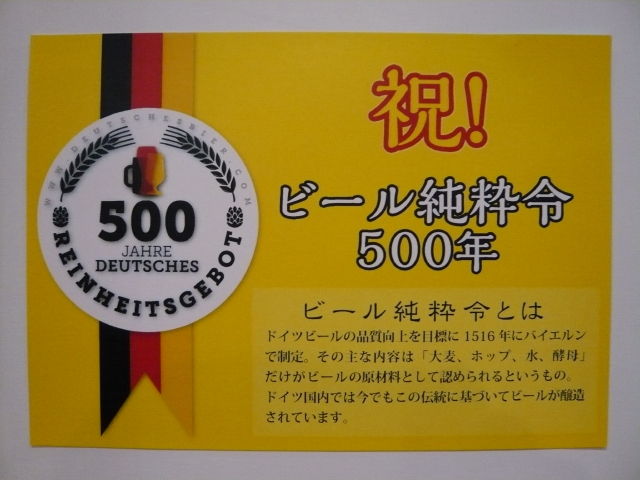 祝!
ビール純粋令
500年
WWW.DEUTSCHESBIER.COM
500
JAHRE
DEUTSCHES
REINHEITSGEBOT
ビール純粋令とは
ドイツビールの品質向上を目標に 1516 年にバイエルン
で制定。その主な内容は「大麦、ホップ、水、酵母」
だけがビールの原材料として認められるというもの。
ドイツ国内では今でもこの伝統に基づいてビールが醸造
されています。